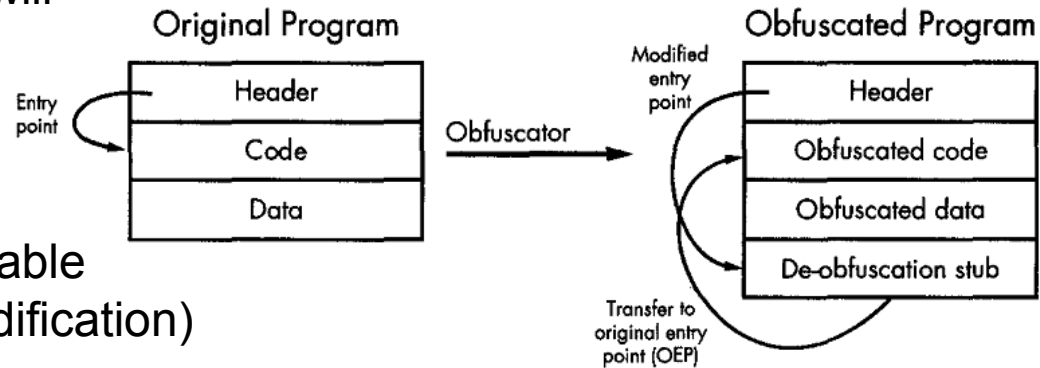 Original Program
Entry
point
Header
Code
Data
Obfuscator
Obfuscated Program
Modified
entry
point
Header
Obfuscated code
Obfuscated data
De-obfuscation stub
Transfer to
original entry
point (OEP)
able
dification)